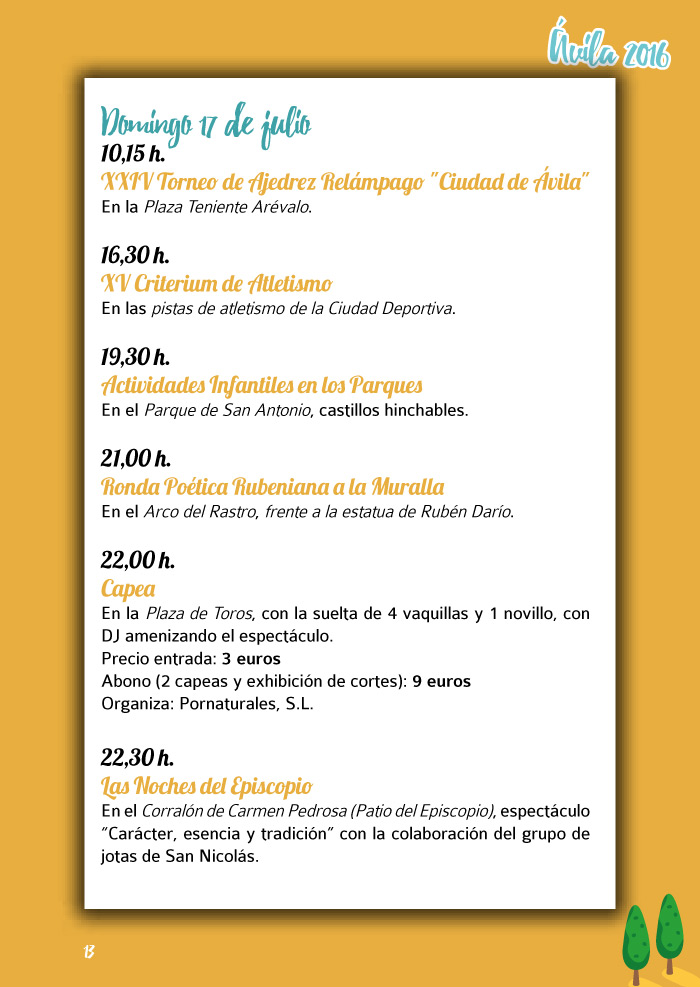 Ávila 2016
Domingo 17 de julio
10,15 h.
XXIV Torneo de Ajedrez Relámpago "Ciudad de Ávila"
En la Plaza Teniente Arévalo.
16,30 h.
XV Criterium de Atletismo
En las pistas de atletismo de la Ciudad Deportiva.
19,30 h.
Actividades Infantiles en los Parques
En el Parque de San Antonio, castillos hinchables.
21,00 h.
Ronda Poética Rubeniana a la Muralla
En el Arco del Rastro, frente a la estatua de Rubén Darío.
22,00 h.
Capea
En la Plaza de Toros, con la suelta de 4 vaquillas y 1 novillo, con
DJ amenizando el espectáculo.
Precio entrada: 3 euros
Abono (2 capeas y exhibición de cortes): 9 euros
Organiza: Pornaturales, S.L.
22,30 h.
Las Noches del Episcopio
En el Corralón de Carmen Pedrosa (Patio del Episcopio), espectáculo
"Carácter, esencia y tradición" con la colaboración del grupo de
jotas de San Nicolás.
13